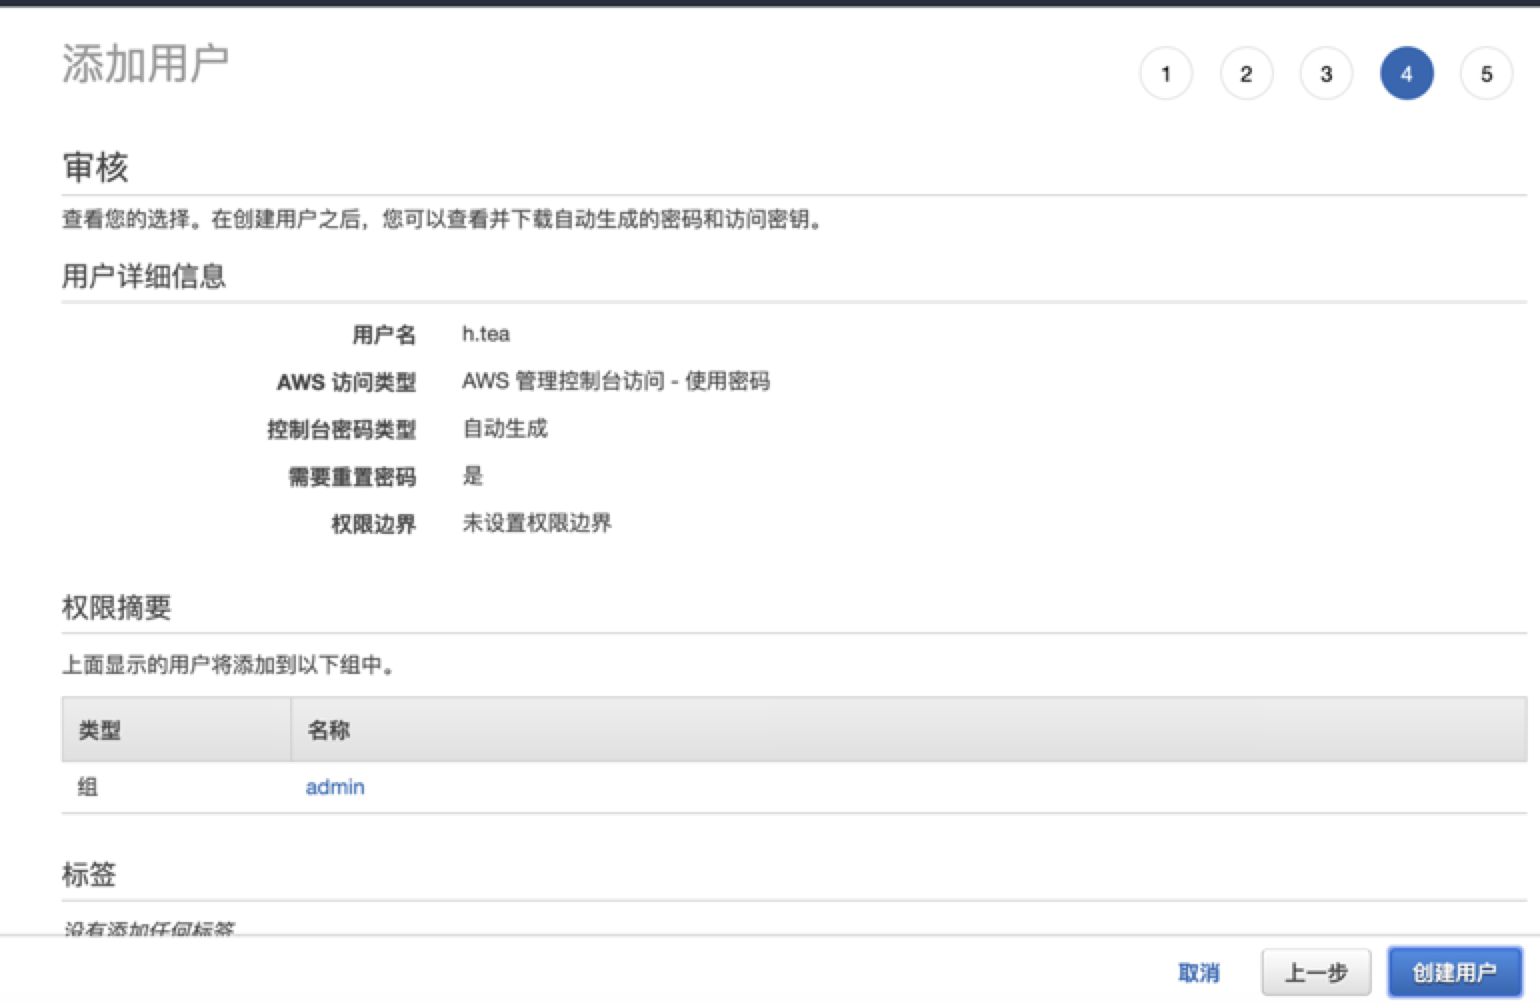 添加用户
1 2 3 4 5
审核
查看您的选择。在创建用户之后，您可以查看并下载自动生成的密码和访问密钥。
用户详细信息
用户名 h.tea
AWS 访问类型 AWS 管理控制台访问 - 使用密码
控制台密码类型 自动生成
需要重置密码 是
权限边界 未设置权限边界
权限摘要
上面显示的用户将添加到以下组中。
类型 名称
组 admin
标签
没有添加任何标签
取消 上一步 创建用户